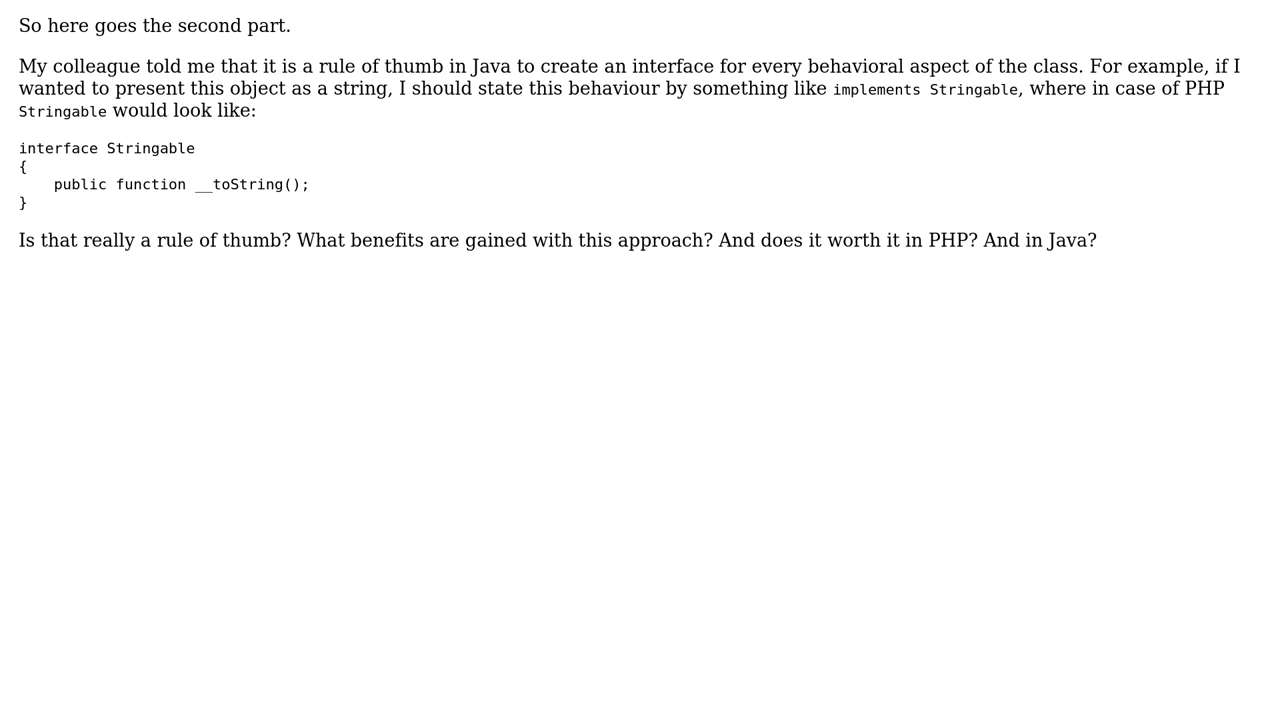 So here goes the second part.
My colleague told me that it is a rule of thumb in Java to create an interface for every behavioral aspect of the class. For example, if I
wanted to present this object as a string, I should state this behaviour by something like implements Stringable, where in case of PHP
Stringable would look like:
interface Stringable
{
    public function __toString();
}
Is that really a rule of thumb? What benefits are gained with this approach? And does it worth it in PHP? And in Java?